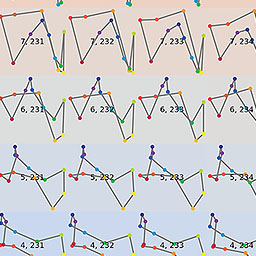 7, 231 7, 232 7, 233 7, 234
6, 231 6, 232 6, 233 6, 234
5, 231 5, 232 5, 233 5, 234
4, 231 4, 232 4, 233 4, 234